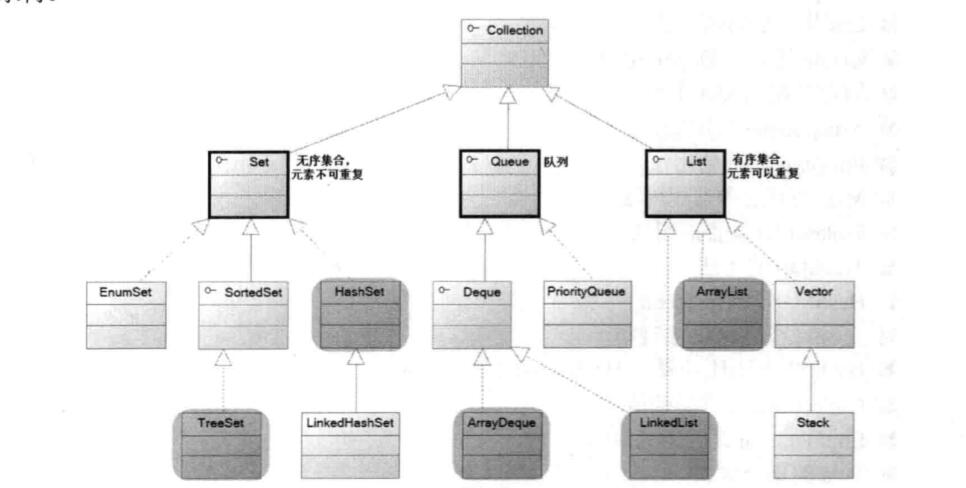 Collection
Set
无序集合,
元素不可重复
Queue
队列
List
有序集合,
元素可以重复
EnumSet
SortedSet
HashSet
Deque
PriorityQueue
ArrayList
Vector
TreeSet
LinkedHashSet
ArrayDeque
LinkedList
Stack